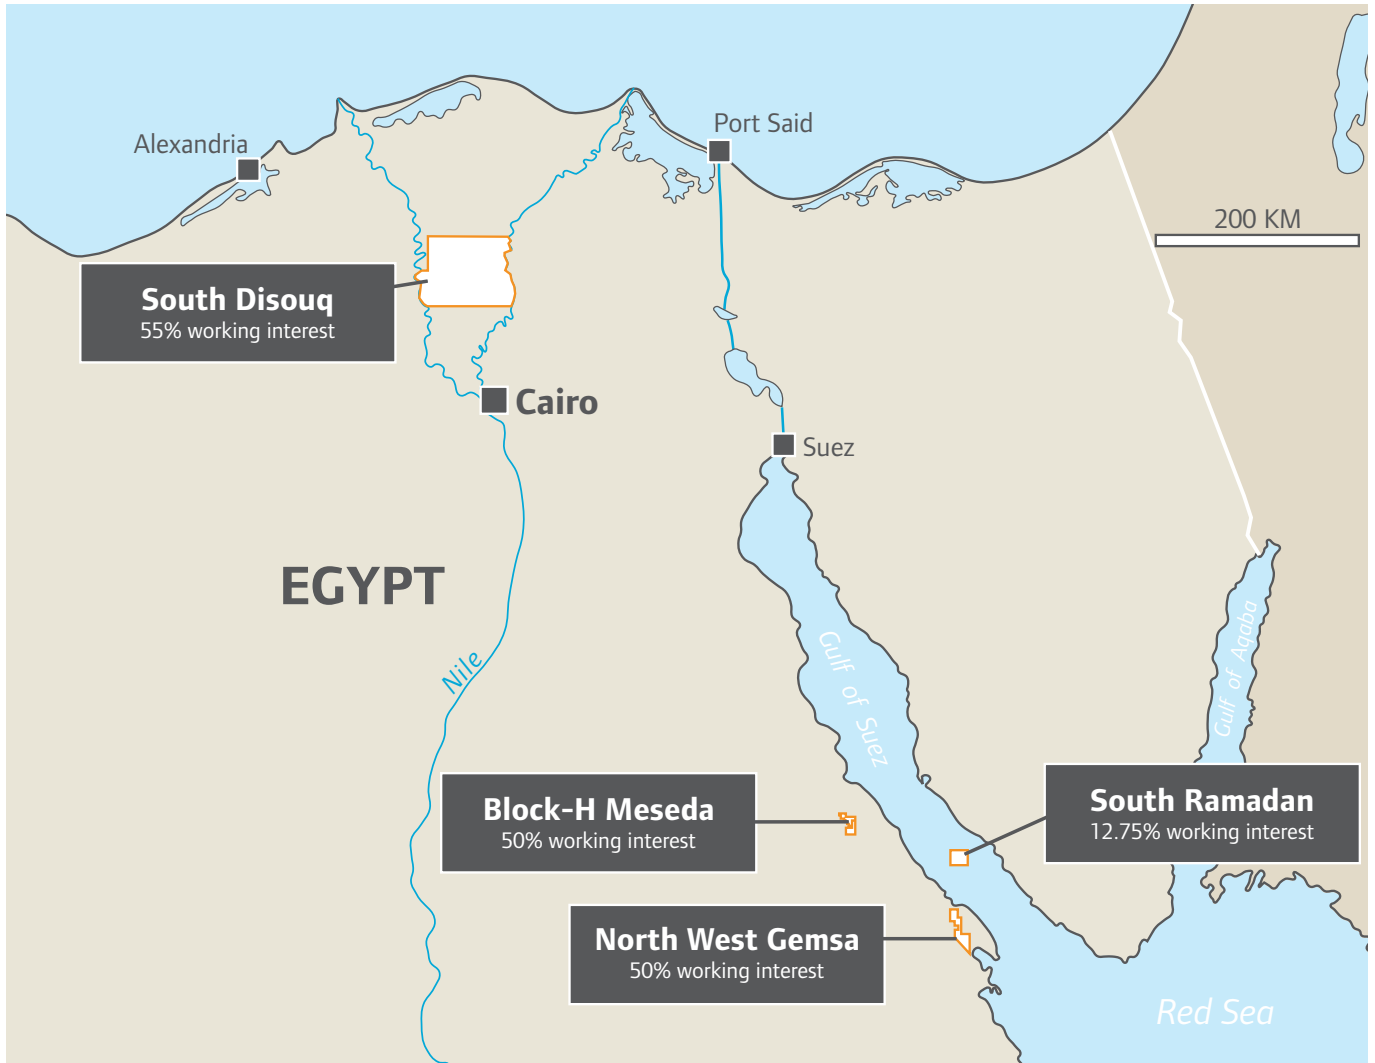 Port Said
Alexandria
200 KM
South Disouq
55% working interest
Cairo
Suez
EGYPT
Nile
Gulf of Suez
Gulf of Aqaba
Block-H Meseda
50% working interest
South Ramadan
12.75% working interest
North West Gemsa
50% working interest
Red Sea